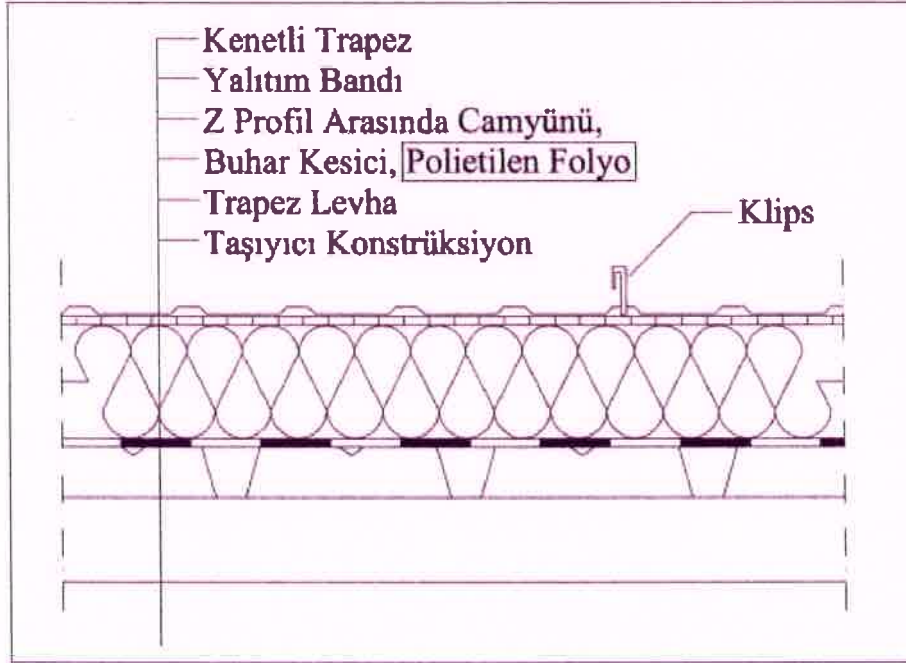 Kenetli Trapez
Yalıtım Bandı
Z Profil Arasında Camyünü,
Buhar Kesici, Polietilen Folyo
Trapez Levha
Taşıyıcı Konstrüksiyon
Klips